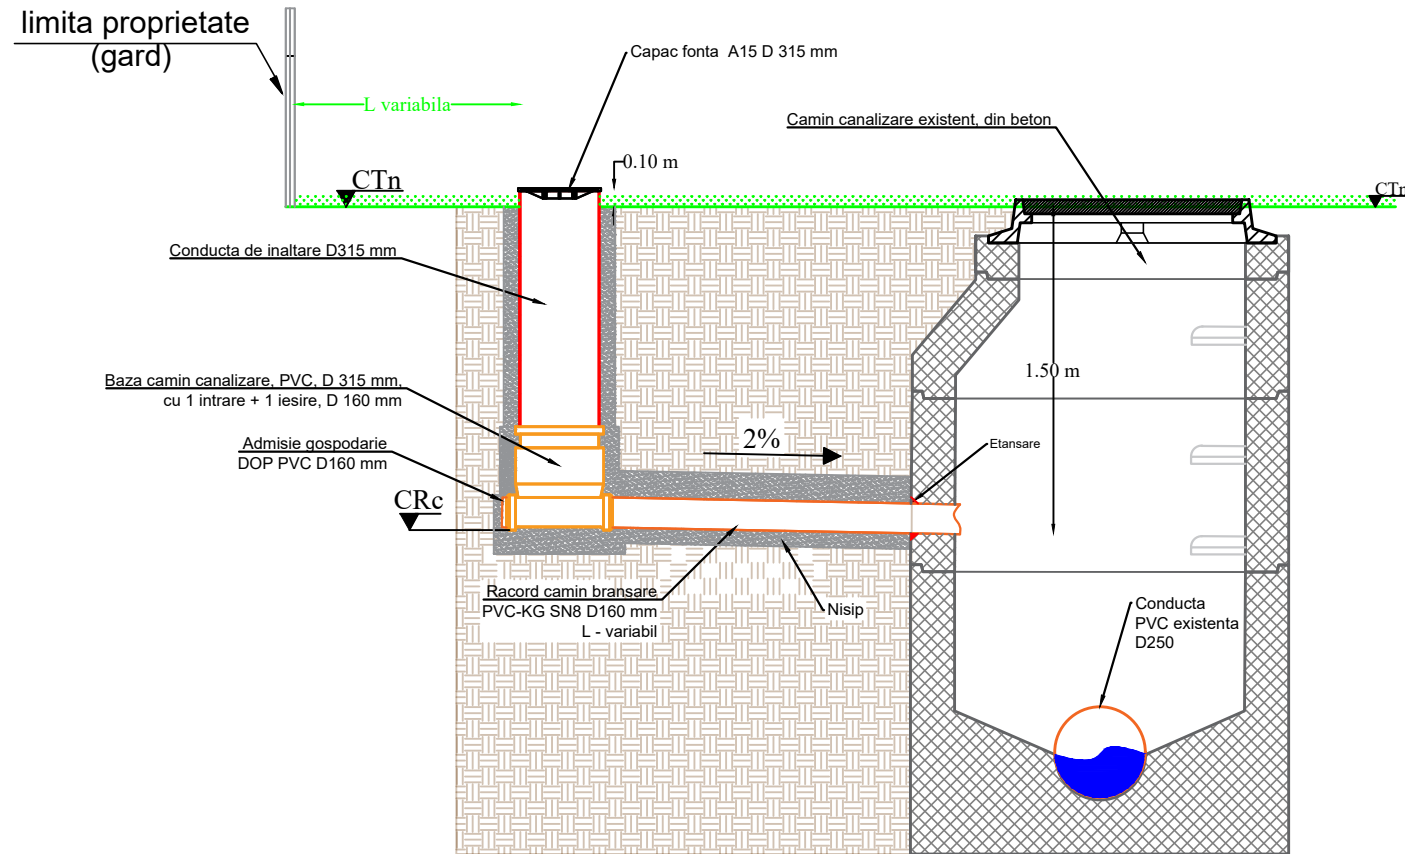 limita proprietate
(gard)
Capac fonta A15 D 315 mm
L variabila
Camin canalizare existent, din beton
0.10 m
CTn
CTn
Conducta de inaltare D315 mm
1.50 m
Baza camin canalizare, PVC, D 315 mm,
cu 1 intrare + 1 iesire, D 160 mm
Admisie gospodarie
DOP PVC D160 mm
2%
Etansare
CRc
Racord camin bransare
PVC-KG SN8 D160 mm
L - variabil
Nisip
Conducta
PVC existenta
D250